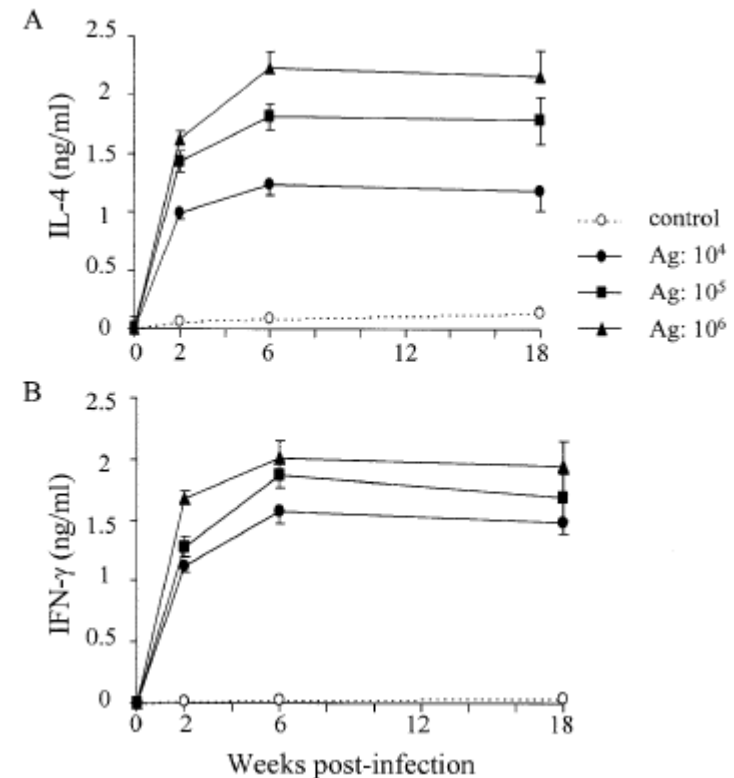 A
2.5
2
1.5
1
0.5
0
IL-4 (ng/ml)
0 2 6 12 18
control
Ag: 10⁴
Ag: 10⁵
Ag: 10⁶
B
2.5
2
1.5
1
0.5
0
IFN-γ (ng/ml)
0 2 6 12 18
Weeks post-infection